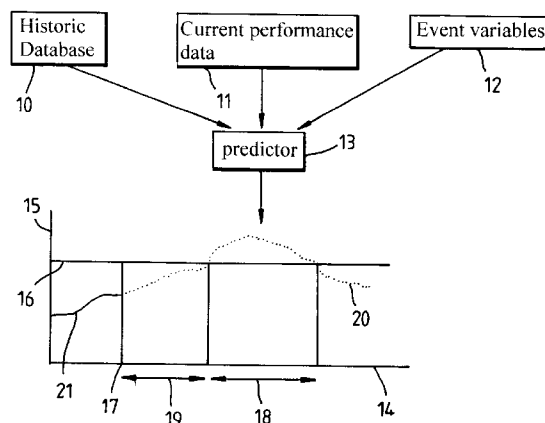 Historic
Database
10
Current performance
data
11
Event variables
12
predictor
13
15
16
20
21
17
19
18
14